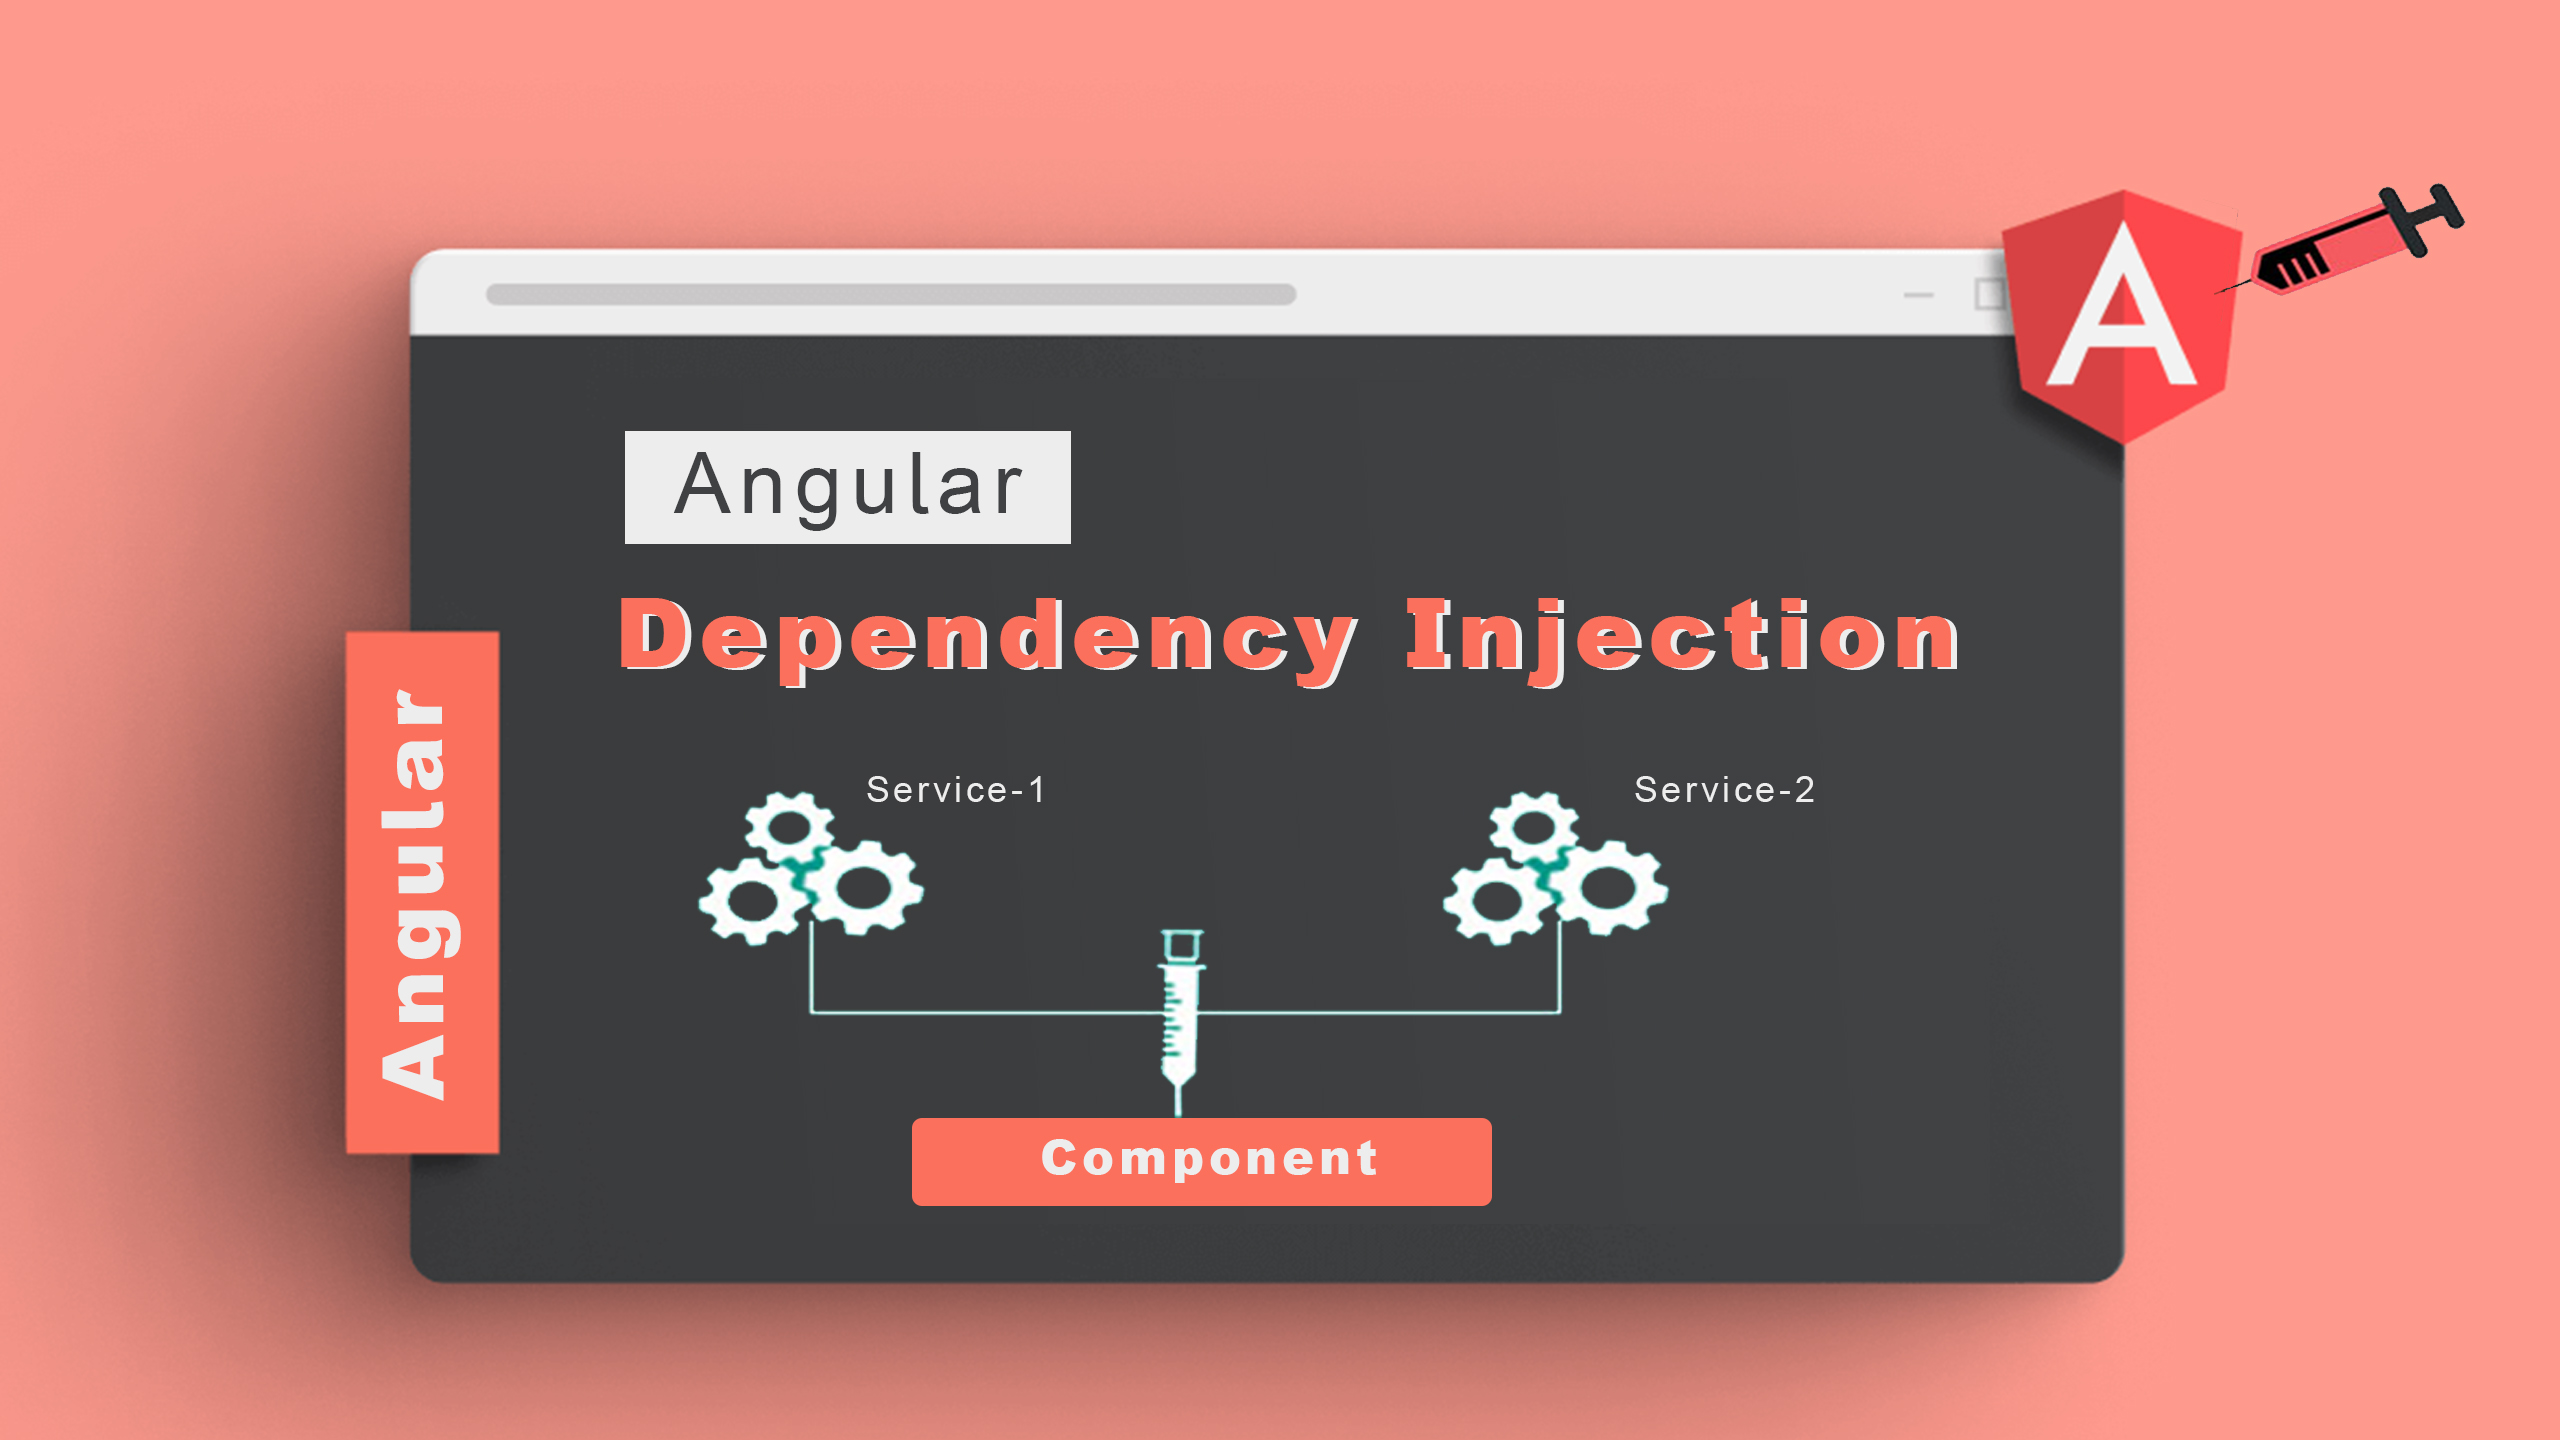 Angular
Dependency Injection
Angular
Service-1
Service-2
Component
A